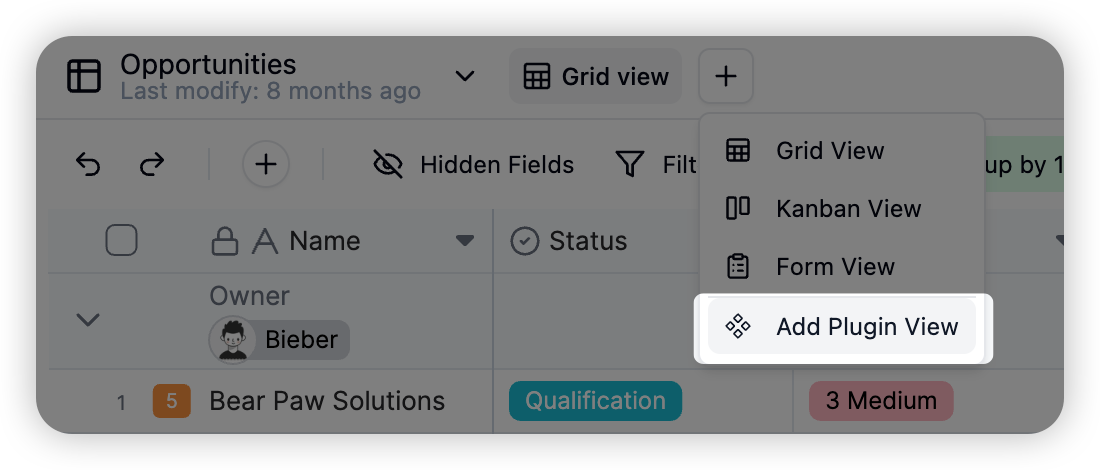 Opportunities
Last modify: 8 months ago
Grid view
Grid View
Kanban View
Form View
Add Plugin View
Hidden Fields
Filt
up by 1
Name
Status
Owner
Bieber
1
5
Bear Paw Solutions
Qualification
3 Medium